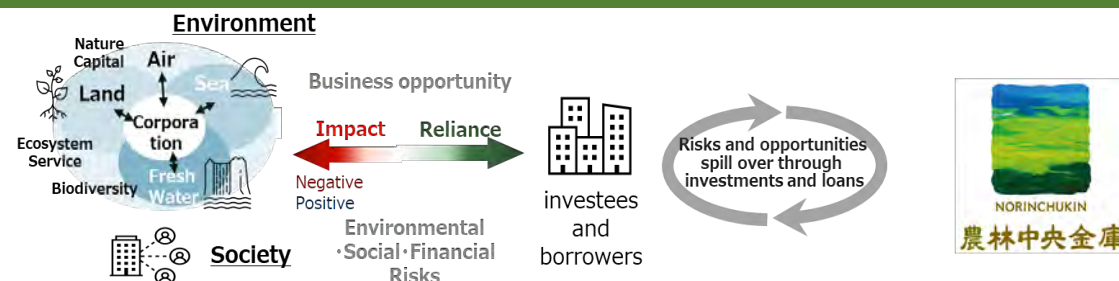 Environment
Nature
Capital
Air
Sea
Land
Corpora
tion
Ecosystem
Service
Biodiversity
Fresh
Water
Society
Business opportunity
Impact
Reliance
Negative
Positive
Environmental
・Social・Financial
Risks
investees
and
borrowers
Risks and opportunities
spill over through
investments and loans
NORINCHUKIN
農林中央金庫